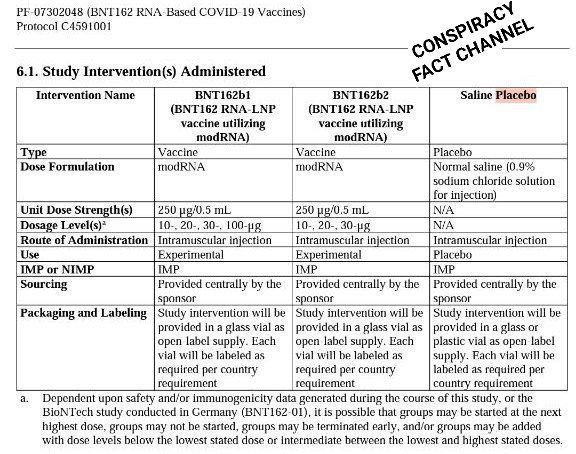 PF-07302048 (BNT162 RNA-Based COVID-19 Vaccines)
Protocol C4591001
CONSPIRACY
FACT CHANNEL
6.1. Study Intervention(s) Administered
Intervention Name
BNT162b1
(BNT162 RNA-LNP
vaccine utilizing
modRNA)
BNT162b2
(BNT162 RNA-LNP
vaccine utilizing
modRNA)
Saline Placebo
Type
Vaccine
Vaccine
Placebo
Dose Formulation
modRNA
modRNA
Normal saline (0.9%
sodium chloride solution
for injection)
Unit Dose Strength(s)
250 µg/0.5 mL
250 µg/0.5 mL
N/A
Dosage Level(s)a
10-, 20-, 30-, 100-µg
10-, 20-, 30-µg
N/A
Route of Administration
Intramuscular injection
Intramuscular injection
Intramuscular injection
Use
Experimental
Experimental
Placebo
IMP or NIMP
IMP
IMP
IMP
Sourcing
Provided centrally by the
sponsor
Provided centrally by the
sponsor
Provided centrally by the
sponsor
Packaging and Labeling
Study intervention will be
provided in a glass vial as
open-label supply. Each
vial will be labeled as
required per country
requirement
Study intervention will be
provided in a glass vial as
open-label supply. Each
vial will be labeled as
required per country
requirement
Study intervention will be
provided in a glass or
plastic vial as open-label
supply. Each vial will be
labeled as required per
country requirement
a. Dependent upon safety and/or immunogenicity data generated during the course of this study, or the
BioNTech study conducted in Germany (BNT162-01), it is possible that groups may be started at the next
highest dose, groups may not be started, groups may be terminated early, and/or groups may be added
with dose levels below the lowest stated dose or intermediate between the lowest and highest stated doses.